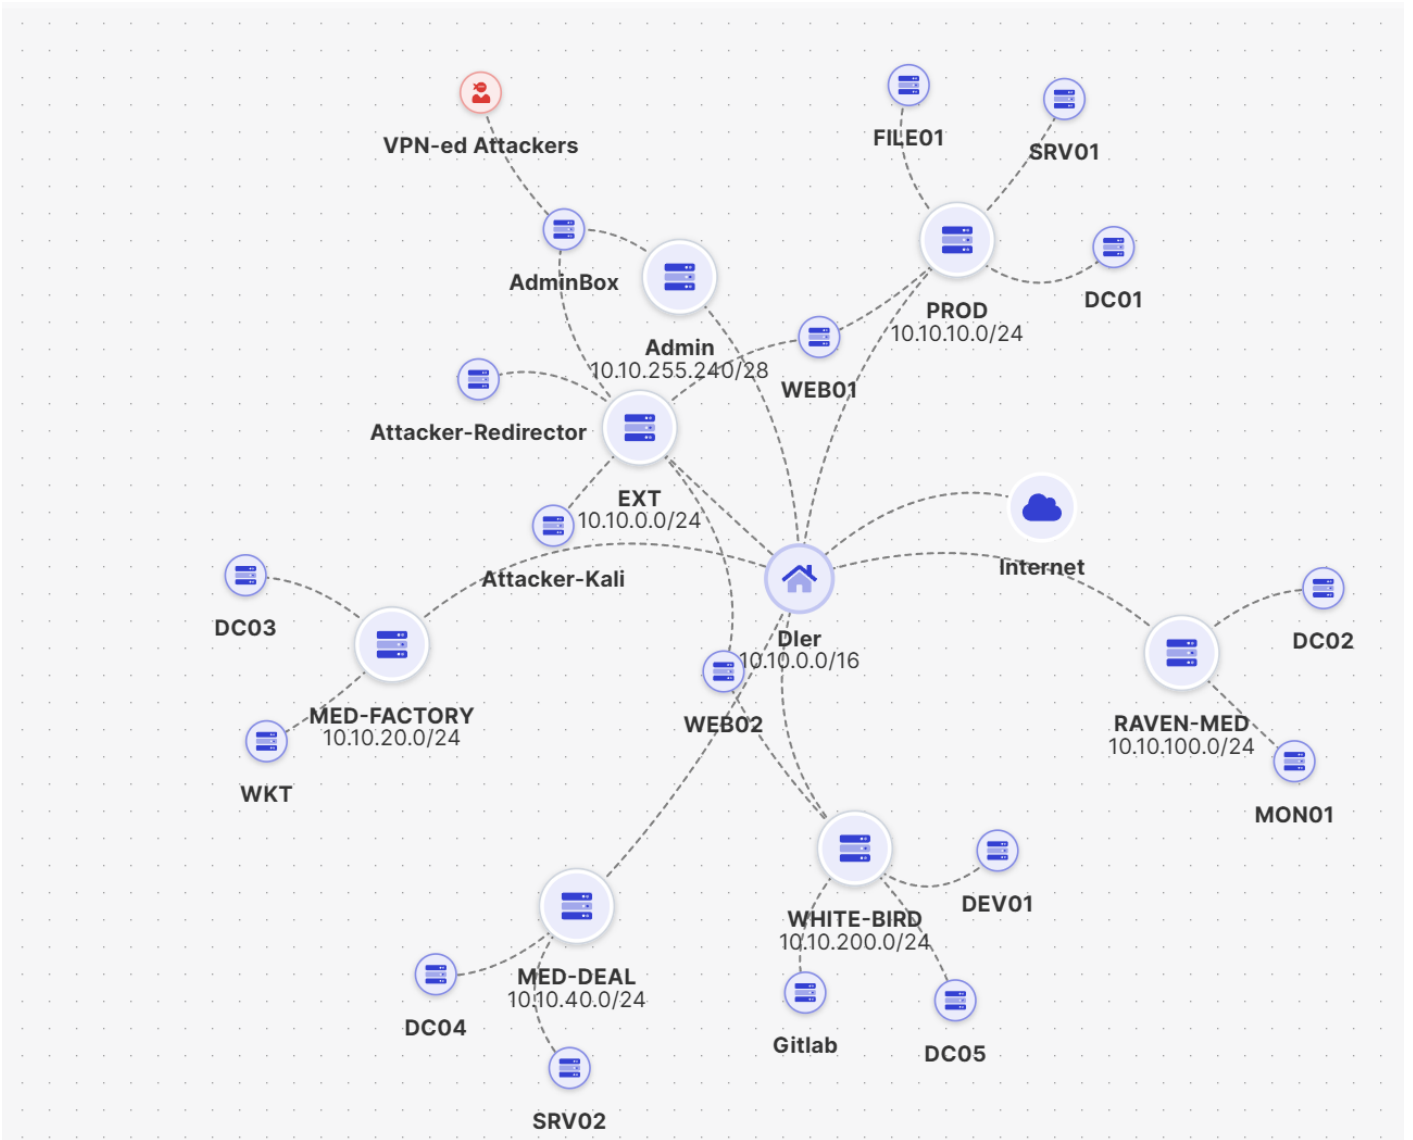 VPN-ed Attackers
FILE01
SRV01
AdminBox
DC01
PROD
10.10.10.0/24
Admin
10.10.255.240/28
WEB01
Attacker-Redirector
EXT
10.10.0.0/24
Attacker-Kali
Internet
DC03
Dler
10.10.0.0/16
DC02
MED-FACTORY
10.10.20.0/24
WEB02
RAVEN-MED
10.10.100.0/24
WKT
MON01
DEV01
WHITE-BIRD
10.10.200.0/24
MED-DEAL
10.10.40.0/24
DC04
Gitlab
DC05
SRV02